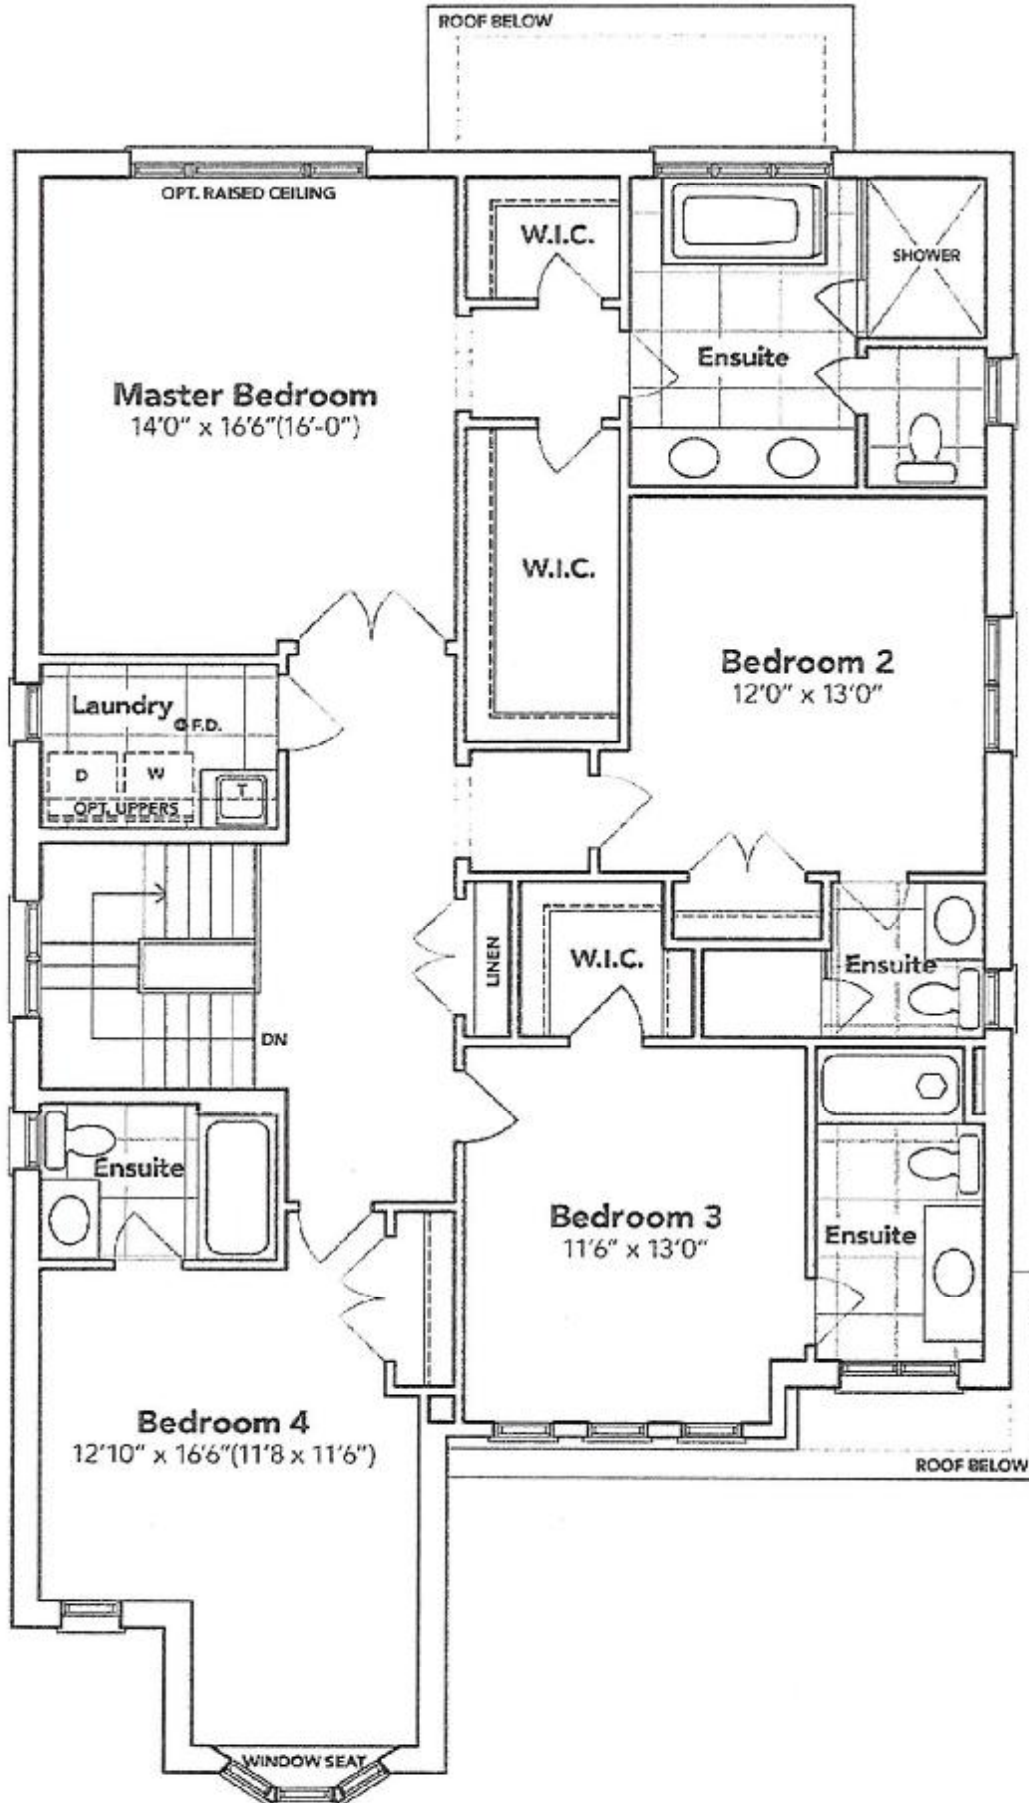 ROOF BELOW
OPT. RAISED CEILING
W.I.C.
SHOWER
Ensuite
Master Bedroom
14'0" x 16'6"(16'-0")
W.I.C.
Bedroom 2
12'0" x 13'0"
Laundry
F.D.
D
W
T
OPT. UPPERS
LINEN
W.I.C.
Ensuite
DN
Ensuite
Bedroom 3
11'6" x 13'0"
Ensuite
Bedroom 4
12'10" x 16'6"(11'8 x 11'6")
ROOF BELOW
WINDOW SEAT